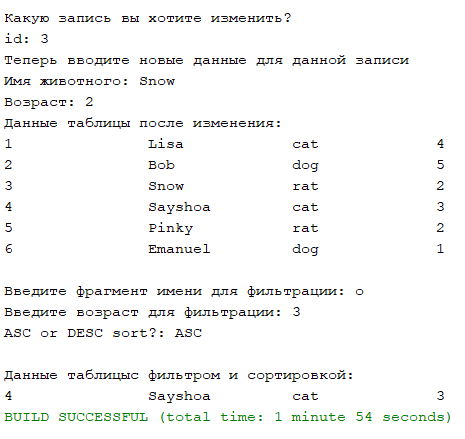 Какую запись вы хотите изменить?
id: 3
Теперь вводите новые данные для данной записи
Имя животного: Snow
Возраст: 2
Данные таблицы после изменения:
1 Lisa cat 4
2 Bob dog 5
3 Snow rat 2
4 Sayshoa cat 3
5 Pinky rat 2
6 Emanuel dog 1
Введите фрагмент имени для фильтрации: o
Введите возраст для фильтрации: 3
ASC or DESC sort?: ASC
Данные таблицыс фильтром и сортировкой:
4 Sayshoa cat 3
BUILD SUCCESSFUL (total time: 1 minute 54 seconds)